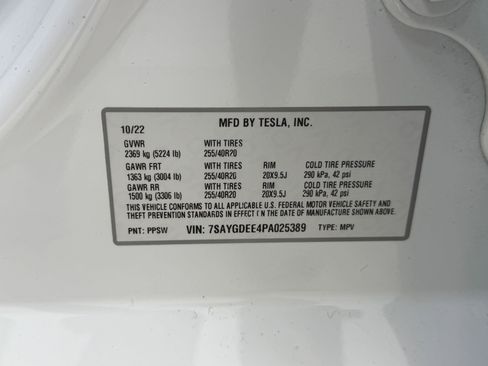 MFD BY TESLA, INC.
10/22
GVWR WITH TIRES
2369 kg (5224 lb) 255/40R20
GAWR FRT WITH TIRES RIM COLD TIRE PRESSURE
1363 kg (3004 lb) 255/40R20 20X9.5J 290 kPa, 42 psi
GAWR RR WITH TIRES RIM COLD TIRE PRESSURE
1500 kg (3306 lb) 255/40R20 20X9.5J 290 kPa, 42 psi
THIS VEHICLE CONFORMS TO ALL APPLICABLE U.S. FEDERAL MOTOR VEHICLE SAFETY AND
THEFT PREVENTION STANDARDS IN EFFECT ON THE DATE OF MANUFACTURE SHOWN ABOVE.
PNT: PPSW VIN: 7SAYGDEE4PA025389 TYPE: MPV